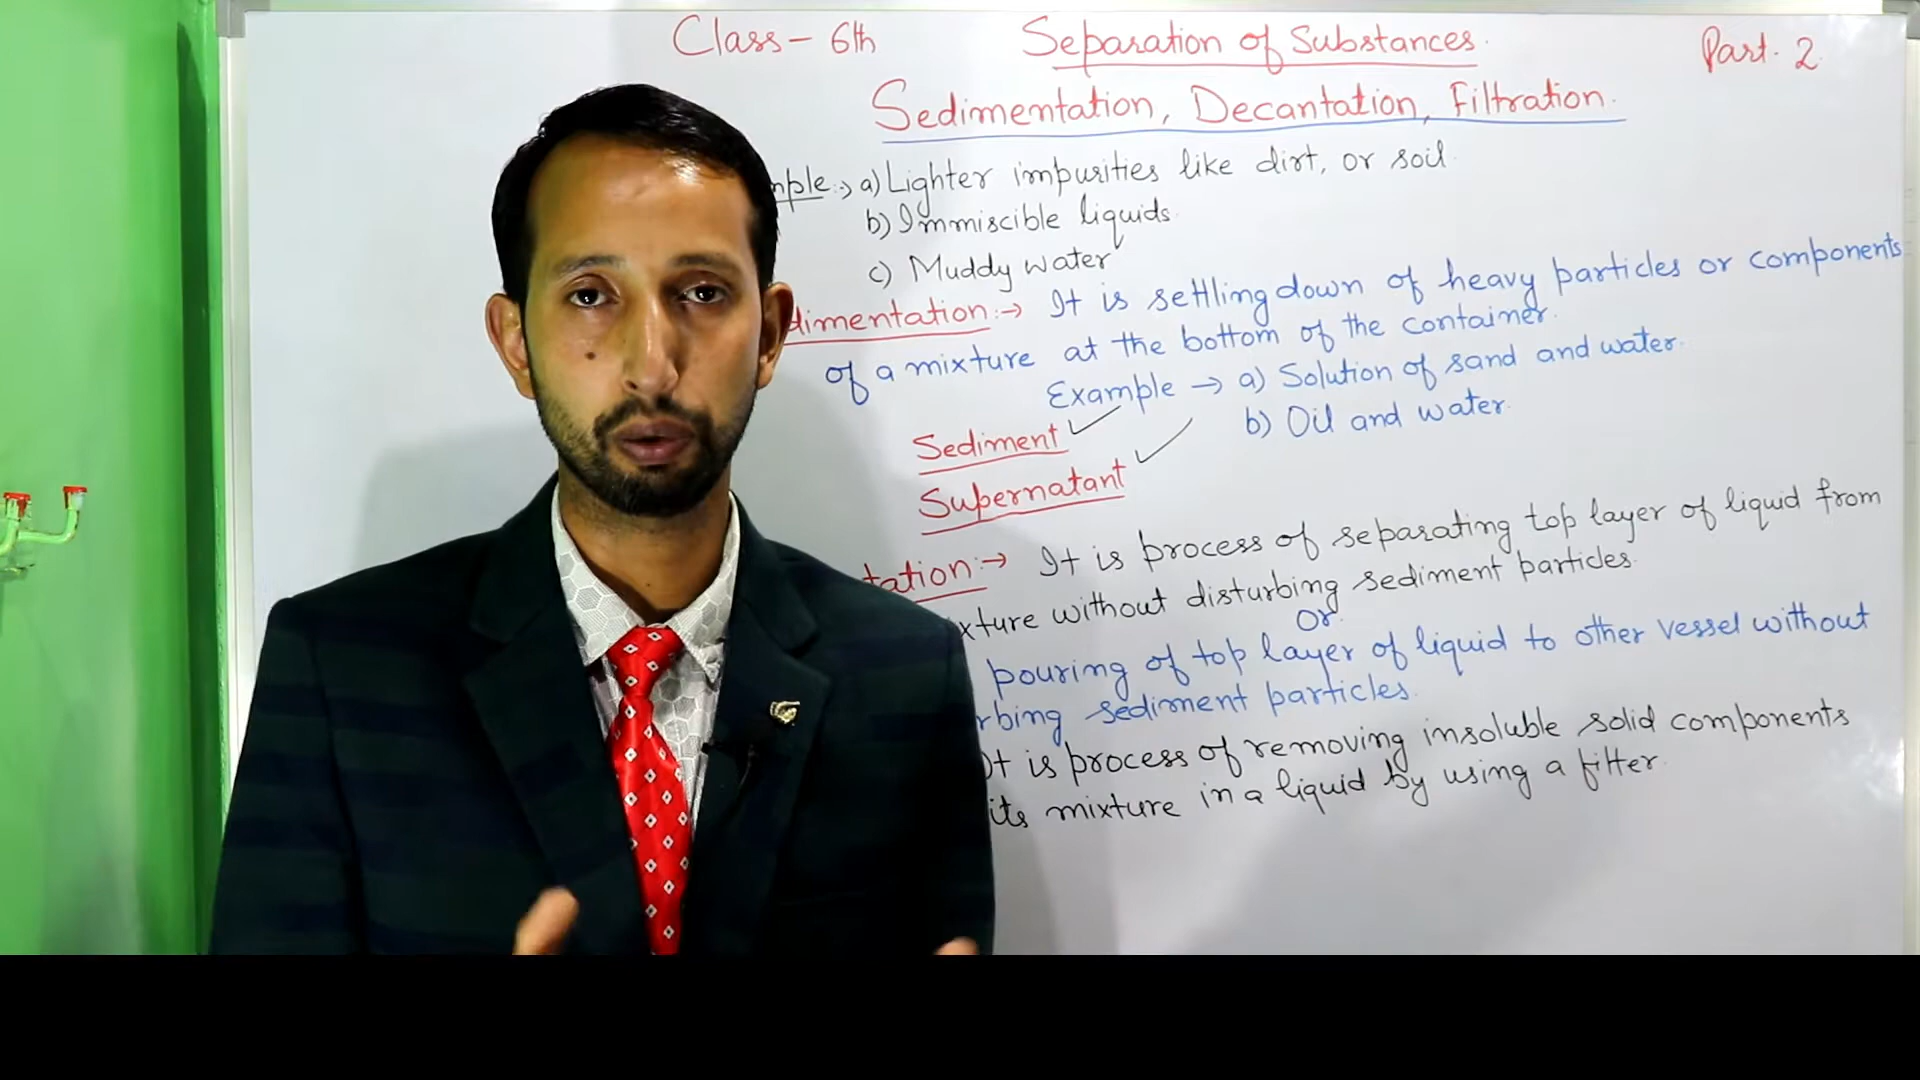 Class - 6th
Separation of Substances.
Part. 2
Sedimentation, Decantation, Filtration.
mple :→ a) Lighter impurities like dirt, or soil.
b) Immiscible liquids.
c) Muddy water
dimentation :→ It is settling down of heavy particles or components
of a mixture at the bottom of the container.
Example → a) Solution of sand and water.
b) Oil and water.
Sediment
Supernatant
tation :→ It is process of separating top layer of liquid from
xture without disturbing sediment particles.
Or
pouring of top layer of liquid to other vessel without
rbing sediment particles.
It is process of removing insoluble solid components
its mixture in a liquid by using a filter.